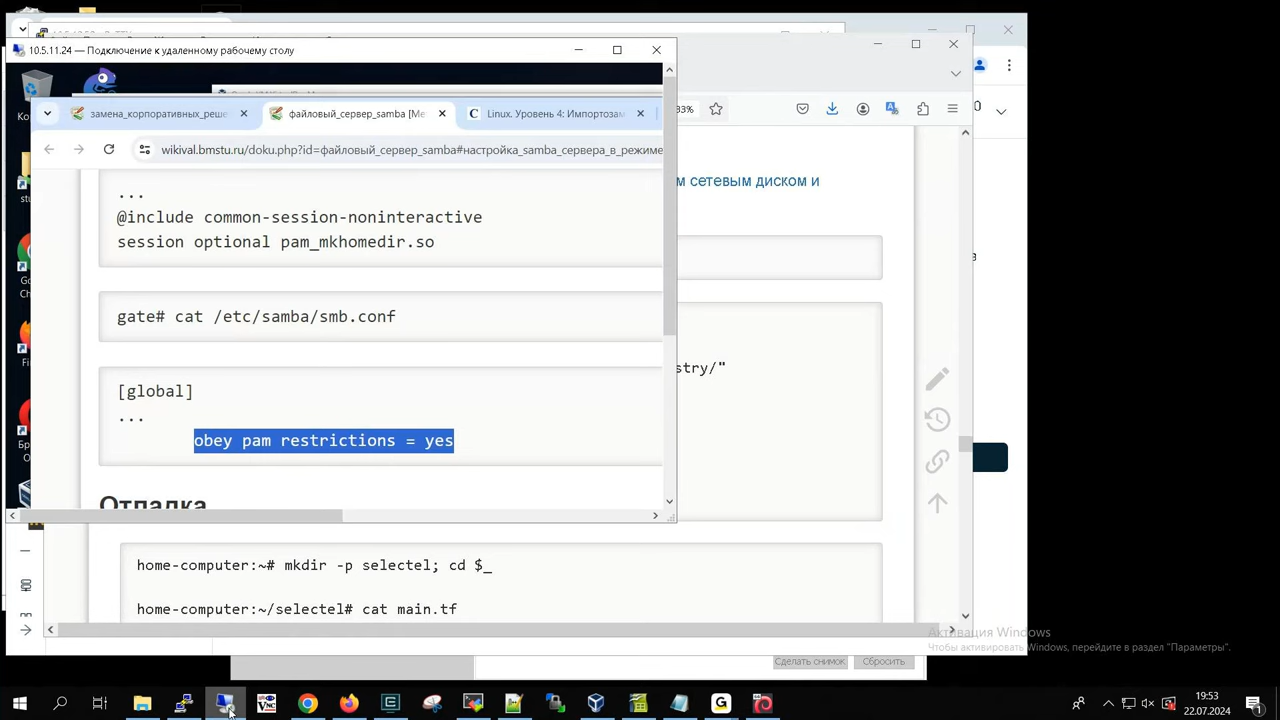 10.5.11.24 — Подключение к удаленному рабочему столу
замена_корпоративных_реше
файловый_сервер_samba [Me
Linux. Уровень 4: Импортозам
wikival.bmstu.ru/doku.php?id=файловый_сервер_samba#настройка_samba_сервера_в_режиме
...
@include common-session-noninteractive
session optional pam_mkhomedir.so
gate# cat /etc/samba/smb.conf
[global]
...
obey pam restrictions = yes
м сетевым диском и
stry/"
home-computer:~# mkdir -p selectel; cd $_
home-computer:~/selectel# cat main.tf
Активация Windows
Чтобы активировать Windows, перейдите в раздел "Параметры".
Сделать снимок
Сбросить
19:53
22.07.2024